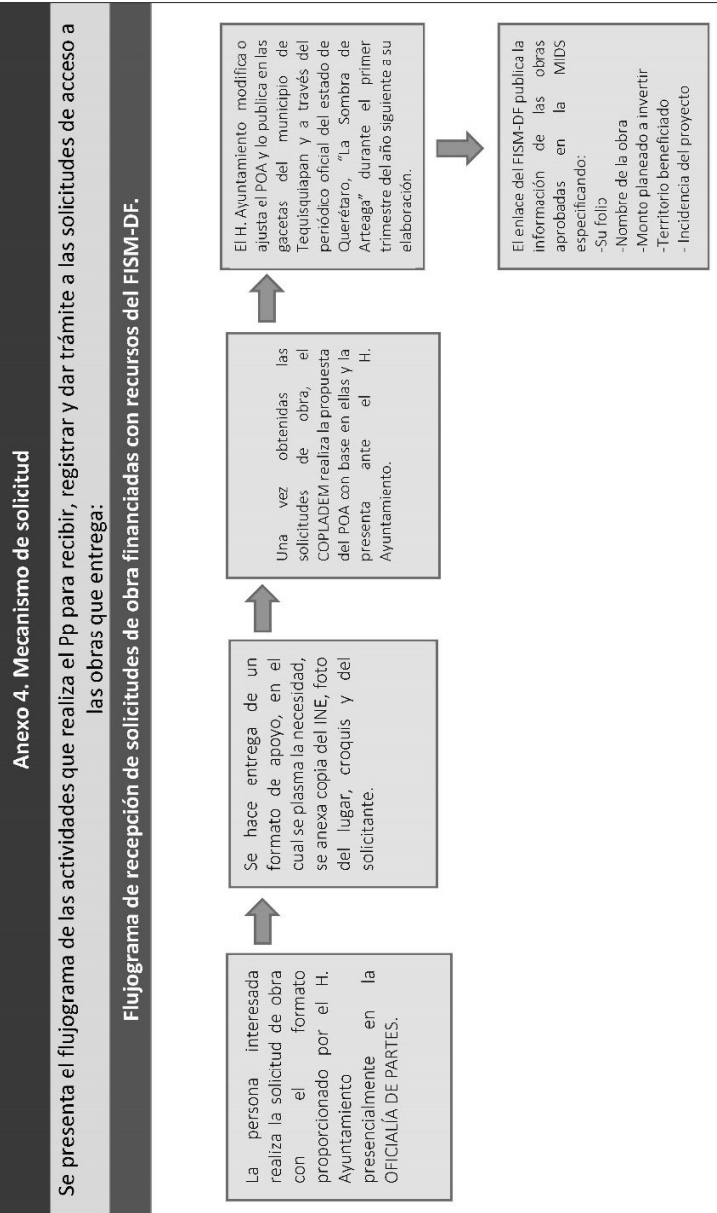 Anexo 4. Mecanismo de solicitud
Se presenta el flujograma de las actividades que realiza el Pp para recibir, registrar y dar trámite a las solicitudes de acceso a
las obras que entrega:
Flujograma de recepción de solicitudes de obra financiadas con recursos del FISM-DF.
La persona interesada
realiza la solicitud de obra
con el formato
proporcionado por el H.
Ayuntamiento
presencialmente en la
OFICIALÍA DE PARTES.
Se hace entrega de un
formato de apoyo, en el
cual se plasma la necesidad,
se anexa copia del INE, foto
del lugar, croquis y del
solicitante.
Una vez obtenidas las
solicitudes de obra, el
COPLADEM realiza la propuesta
del POA con base en ellas y la
presenta ante el H.
Ayuntamiento.
El H. Ayuntamiento modifica o
ajusta el POA y lo publica en las
gacetas del municipio de
Tequisquiapan y a través del
periódico oficial del estado de
Querétaro, "La Sombra de
Arteaga" durante el primer
trimestre del año siguiente a su
elaboración.
El enlace del FISM-DF publica la
información de las obras
aprobadas en la MIDS
especificando:
-Su folio
-Nombre de la obra
-Monto planeado a invertir
-Territorio beneficiado
- Incidencia del proyecto